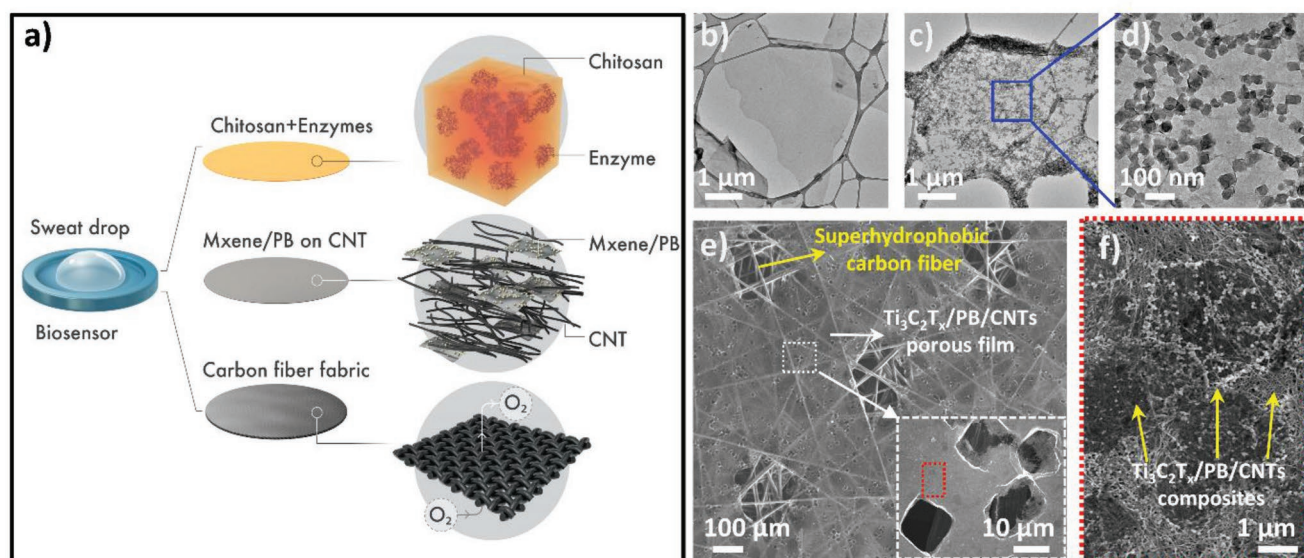 a)
Chitosan
Chitosan+Enzymes
Enzyme
Sweat drop
Mxene/PB on CNT
Mxene/PB
Biosensor
CNT
Carbon fiber fabric
O₂
O₂
b)
1 μm
c)
1 μm
d)
100 nm
e)
Superhydrophobic
carbon fiber
Ti₃C₂Tₓ/PB/CNTs
porous film
100 μm
10 μm
f)
Ti₃C₂Tₓ/PB/CNTs
composites
1 μm